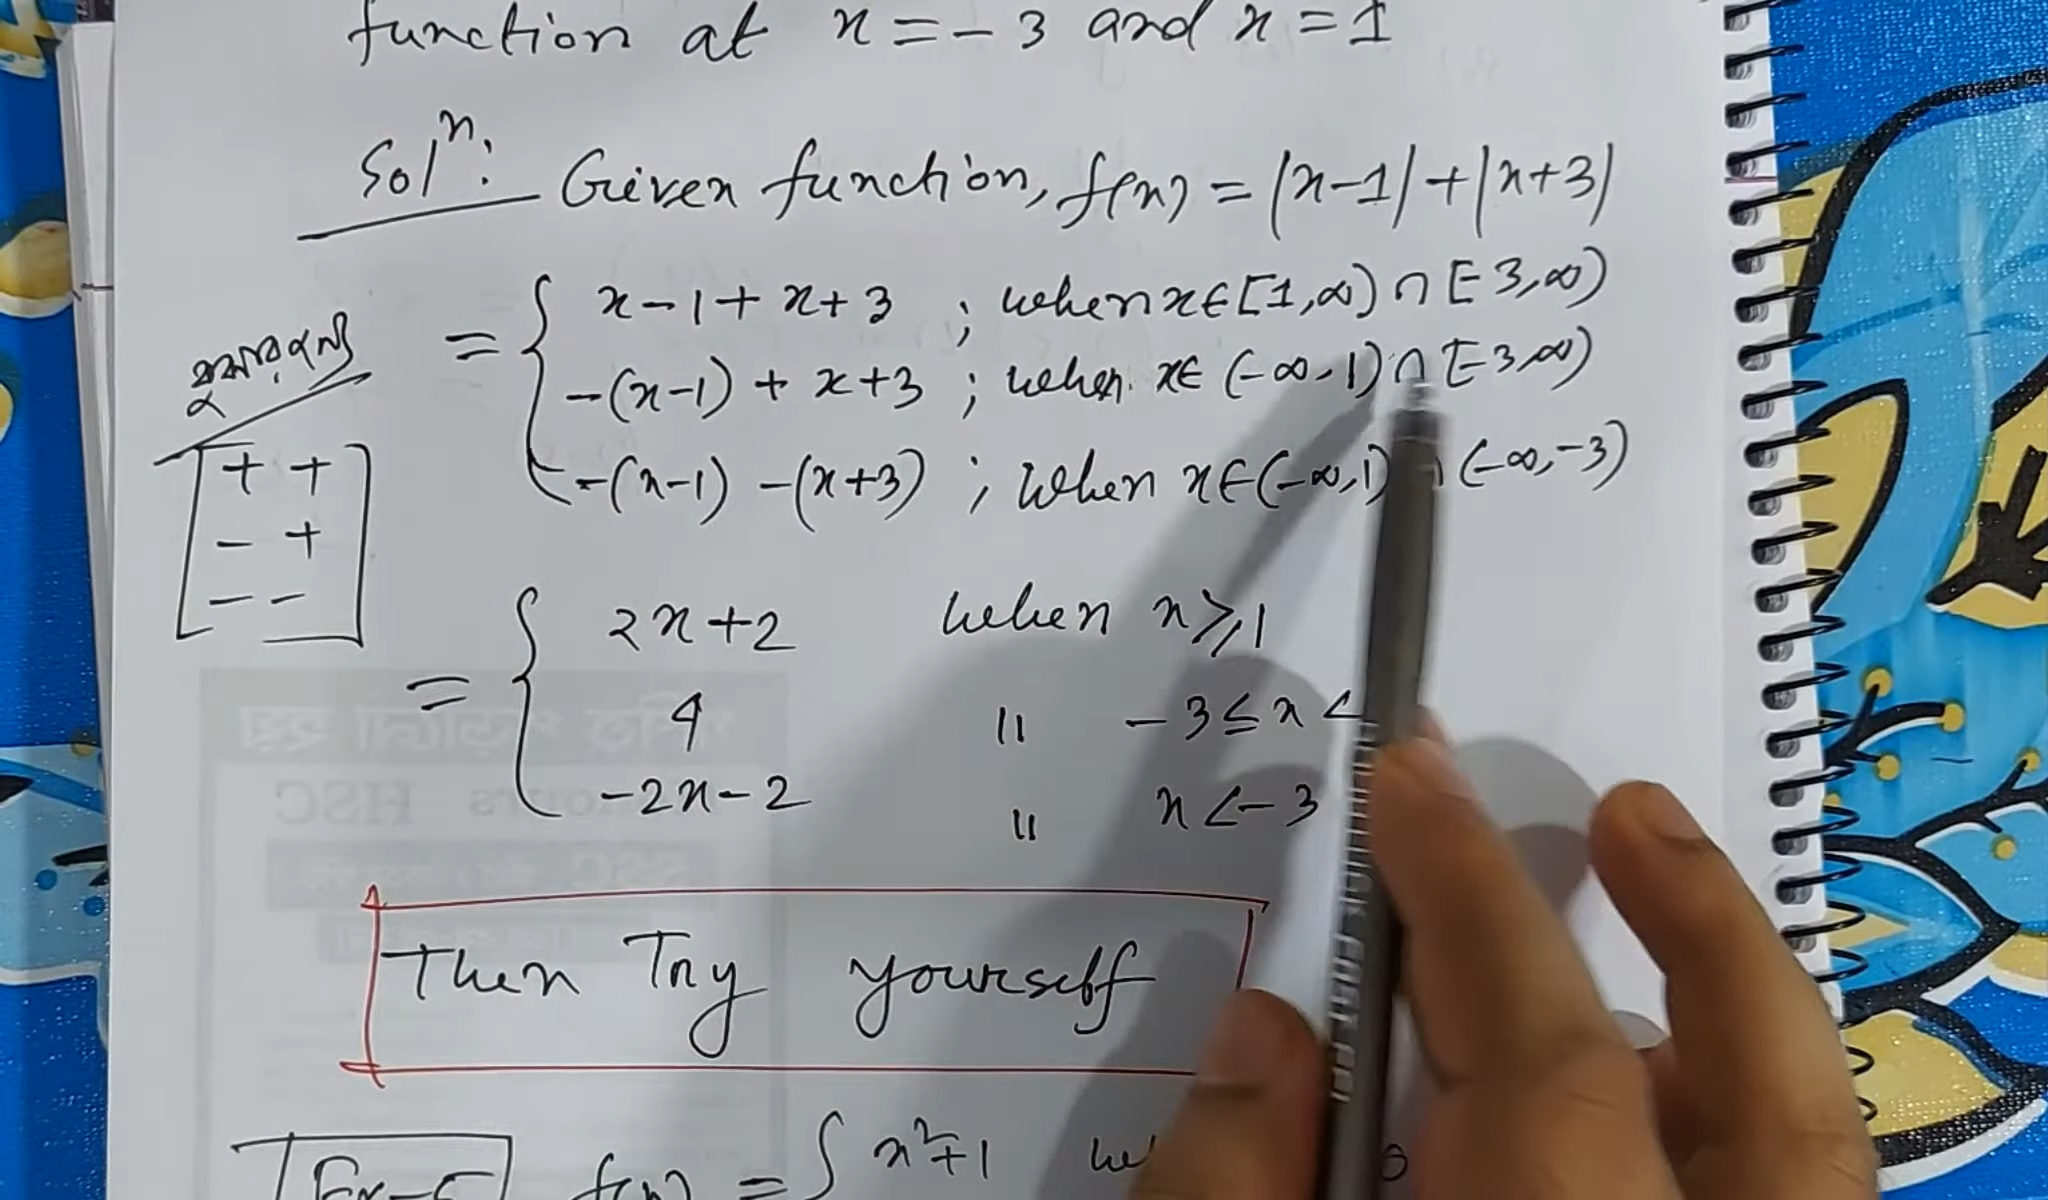 function at x = -3 and x = 1
Solⁿ: Given function, f(x) = |x-1| + |x+3|
= { x-1 + x+3 ; when x∈[1,∞) ∩ [-3,∞)
-(x-1) + x+3 ; when x∈ (-∞,1) ∩ [-3,∞)
-(x-1) -(x+3) ; when x∈(-∞,1) ∩ (-∞,-3)
+ +
- +
- -
= { 2x+2 when x ≥ 1
4 " -3 ≤ x <
-2x-2 " x < -3
Then Try yourself
Ex-5 f(x) = { x²+1